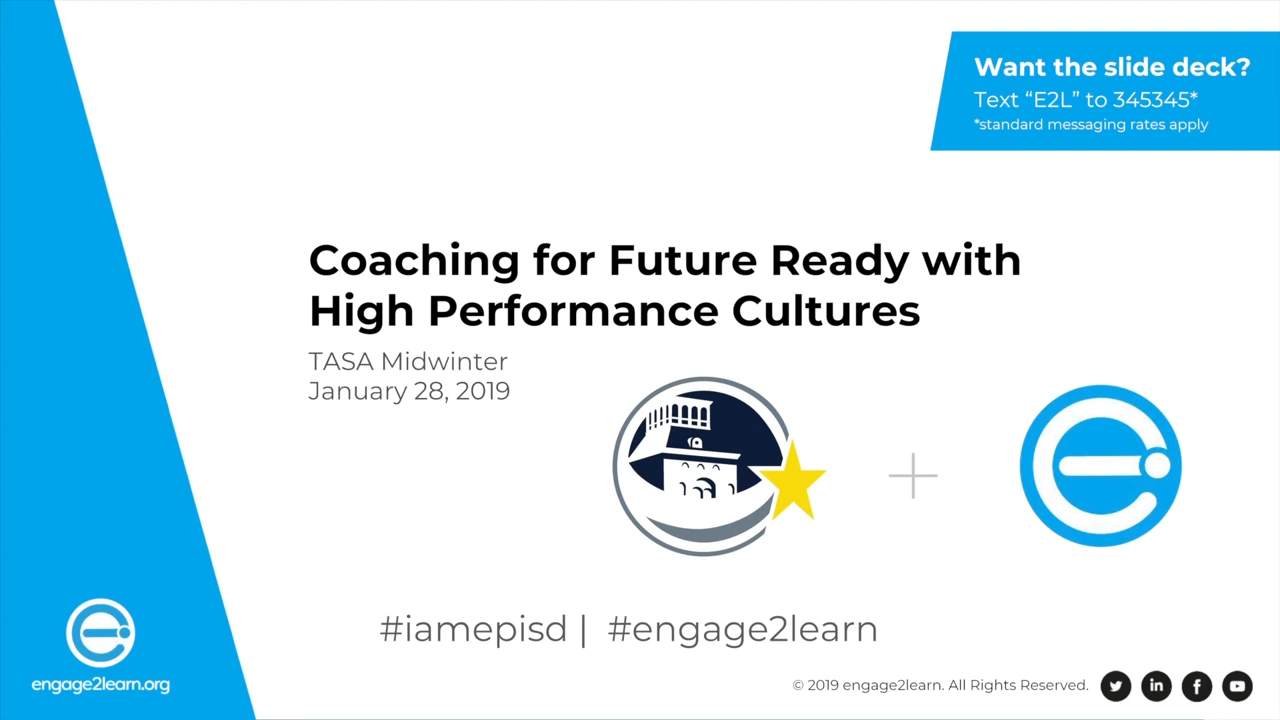 Want the slide deck?
Text “E2L” to 345345*
*standard messaging rates apply
Coaching for Future Ready with
High Performance Cultures
TASA Midwinter
January 28, 2019
#iamepisd | #engage2learn
engage2learn.org
© 2019 engage2learn. All Rights Reserved.